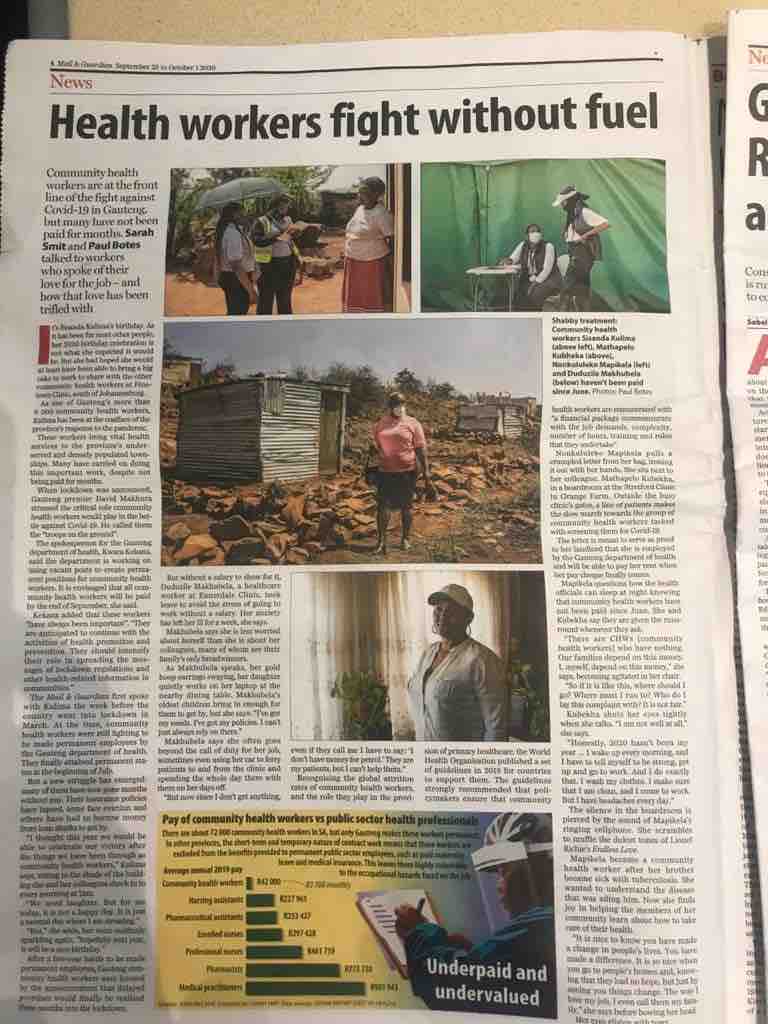 4 Mail & Guardian September 25 to October 1 2020
News
Health workers fight without fuel
Community health
workers are at the front
line of the fight against
Covid-19 in Gauteng,
but many have not been
paid for months. Sarah
Smit and Paul Botes
talked to workers
who spoke of their
love for the job – and
how that love has been
trifled with
Shabby treatment:
Community health
workers Sisanda Kulima
(above left), Mathapelo
Kubheka (above),
Nonkululeko Mapikela (left)
and Duduzile Makhubela
(below) haven't been paid
since June. Photos: Paul Botes
It's Sisanda Kulima's birthday. As
it has been for most other people,
her 2020 birthday celebration is
not what she expected it would
be. But she had hoped she would
at least have been able to bring a big
cake to work to share with the other
community health workers at
Clinic, south of Johannesburg.
As one of Gauteng's more than
community health workers,
Kulima has been at the coalface of the
province's response to the pandemic.
These workers bring vital health
services to the province's under-
served and densely populated town-
ships. Many have carried on doing
this important work, despite not
being paid for months.
When lockdown was announced,
Gauteng premier David Makhura
stressed the critical role community
health workers would play in the bat-
tle against Covid-19. He called them
the "troops on the ground".
The spokesperson for the Gauteng
department of health, Kwara Kekana,
said the department is working on
using vacant posts to create perma-
nent positions for community health
workers. It is envisaged that all com-
munity health workers will be paid
by the end of September, she said.
Kekana added that these workers
"have always been important". "They
are anticipated to continue with the
activities of health promotion and
prevention. They should intensify
their role in spreading the mes-
sages of lockdown regulations and
other health-related information in
communities."
The Mail & Guardian first spoke
with Kulima the week before the
country went into lockdown in
March. At the time, community
health workers were still fighting to
be made permanent employees by
the Gauteng department of health.
They finally attained permanent sta-
tus at the beginning of July.
But a new struggle has emerged:
many of them have now gone months
without pay. Their insurance policies
have lapsed, some face eviction and
others have had to borrow money
from loan sharks to get by.
"I thought this year we would be
able to celebrate our victory after
the things we have been through as
community health workers," Kulima
says, sitting in the shade of the build-
ing she and her colleagues check in to
every morning at 7am.
"We need laughter. But for me
today, it is not a happy day. It is just
a normal day where I am stressing.
"But," she adds, her eyes suddenly
sparkling again, "hopefully next year,
it will be a nice birthday."
After a five-year battle to be made
permanent employees, Gauteng com-
munity health workers were buoyed
by the announcement that delayed
promises would finally be realised
three months into the lockdown.
But without a salary to show for it,
Duduzile Makhubela, a healthcare
worker at Ennerdale Clinic, took
leave to avoid the stress of going to
work without a salary. Her anxiety
has left her ill for a week, she says.
Makhubela says she is less worried
about herself than she is about her
colleagues, many of whom are their
family's only breadwinners.
As Makhubela speaks, her gold
hoop earrings swaying, her daughter
quietly works on her laptop at the
nearby dining table. Makhubela's
oldest children bring in enough for
them to get by, but she says: "I've got
my needs. I've got my policies. I can't
just always rely on them."
Makhubela says she often goes
beyond the call of duty for her job,
sometimes even using her car to ferry
patients to and from the clinic and
spending the whole day there with
them on her days off.
"But now since I don't get anything,
even if they call me I have to say: 'I
don't have money for petrol.' They are
my patients, but I can't help them."
Recognising the global attrition
rates of community health workers,
and the role they play in the provi-
sion of primary healthcare, the World
Health Organisation published a set
of guidelines in 2018 for countries
to support them. The guidelines
strongly recommended that poli-
cymakers ensure that community
health workers are remunerated with
"a financial package commensurate
with the job demands, complexity,
number of hours, training and roles
that they undertake".
Nonkululeko Mapikela pulls a
crumpled letter from her bag, ironing
it out with her hands. She sits next to
her colleague, Mathapelo Kubheka,
in a boardroom at the Stretford Clinic
in Orange Farm. Outside the busy
clinic's gates, a line of patients makes
the slow march towards the group of
community health workers tasked
with screening them for Covid-19.
The letter is meant to serve as proof
to her landlord that she is employed
by the Gauteng department of health
and will be able to pay her rent when
her pay cheque finally comes.
Mapikela questions how the health
officials can sleep at night knowing
that community health workers have
not been paid since June. She and
Kubheka say they are given the runa-
round whenever they ask.
"There are CHWs [community
health workers] who have nothing.
Our families depend on this money.
I, myself, depend on this money," she
says, becoming agitated in her chair.
"So if it is like this, where should I
go? Where must I run to? Who do I
lay this complaint with? It is not fair."
Kubheka shuts her eyes tightly
when she talks. "I am not well at all,"
she says.
"Honestly, 2020 hasn't been my
year ... I wake up every morning, and
I have to tell myself to be strong, get
up and go to work. And I do exactly
that. I wash my clothes. I make sure
that I am clean, and I come to work.
But I have headaches every day."
The silence in the boardroom is
pierced by the sound of Mapikela's
ringing cellphone. She scrambles
to muffle the dulcet tones of Lionel
Richie's Endless Love.
Mapikela became a community
health worker after her brother
became sick with tuberculosis. She
wanted to understand the disease
that was ailing him. Now she finds
joy in helping the members of her
community learn about how to take
care of their health.
"It is nice to know you have made
a change in people's lives. You have
made a difference. It is so nice when
you go to people's homes and, know-
ing that they had no hope, but just by
seeing you things change. The way I
love my job, I even call them my fam-
ily," she says before bowing her head
Pay of community health workers vs public sector health professionals
There are about 72 000 community health workers in SA, but only Gauteng makes these workers permanent.
In other provinces, the short-term and temporary nature of contract work means that these workers are
excluded from the benefits provided to permanent public sector employees, such as paid maternity
leave and medical insurance. This leaves them highly vulnerable
to the occupational hazards found on the job
Average annual 2019 pay
Community health workers R42 000
Nursing assistants R227 965
Pharmaceutical assistants R253 437
Enrolled nurses R297 428
Professional nurses R461 719
Pharmacists
Medical practitioners
Underpaid and
undervalued